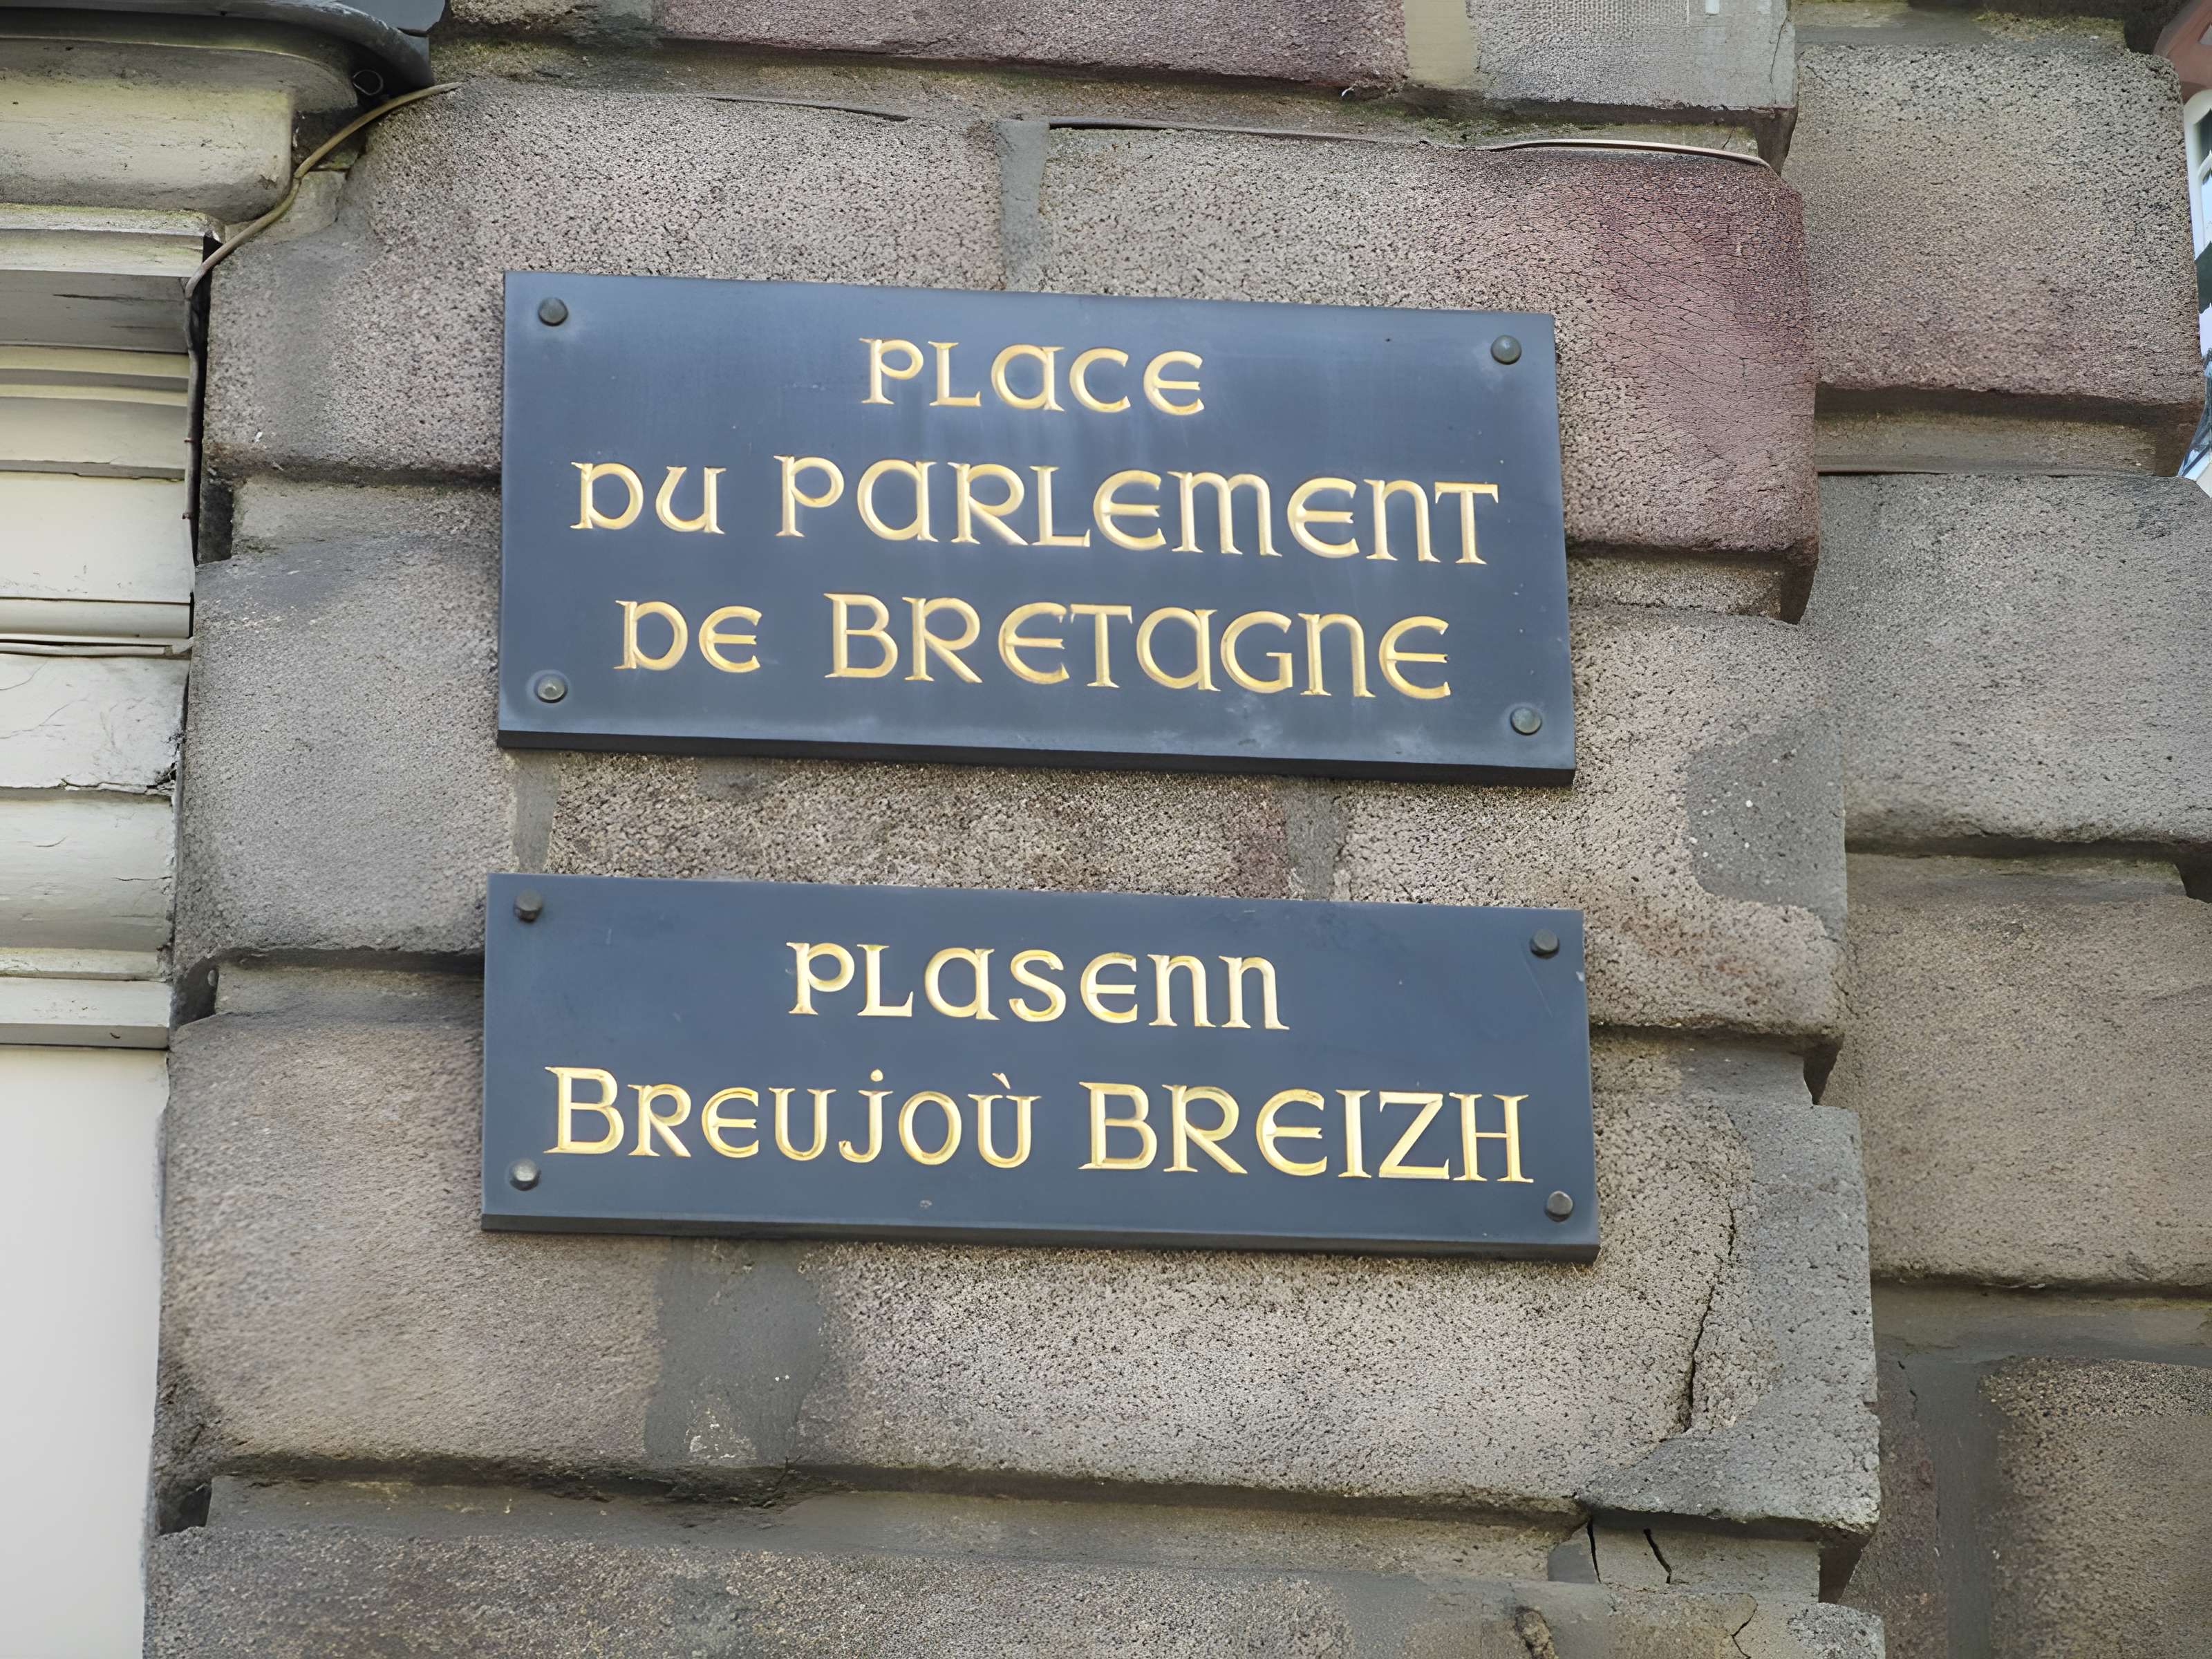 PLACE
DU PARLEMENT
DE BRETAGNE
PLASENN
BREUJOÙ BREIZH